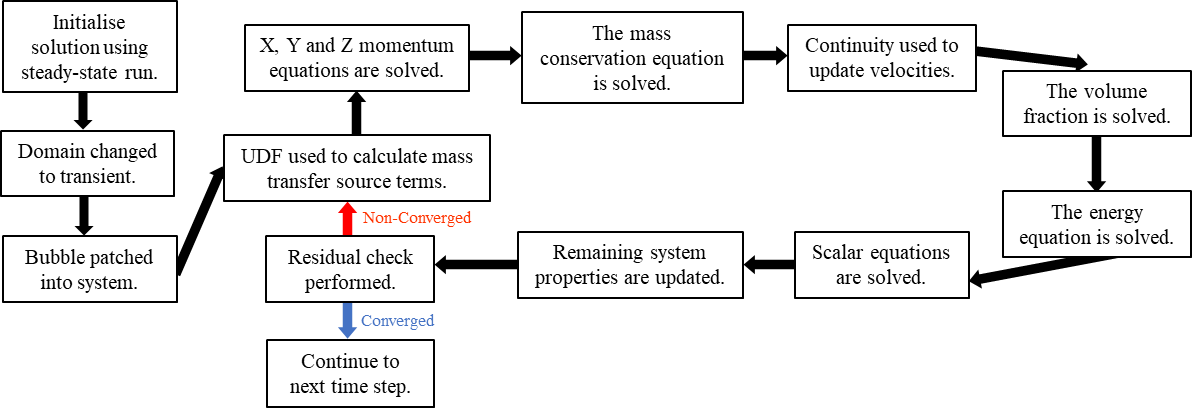 Initialise
solution using
steady-state run.
Domain changed
to transient.
Bubble patched
into system.
UDF used to calculate mass
transfer source terms.
X, Y and Z momentum
equations are solved.
The mass
conservation equation
is solved.
Continuity used to
update velocities.
The volume
fraction is solved.
The energy
equation is solved.
Scalar equations
are solved.
Remaining system
properties are updated.
Residual check
performed.
Non-Converged
Converged
Continue to
next time step.